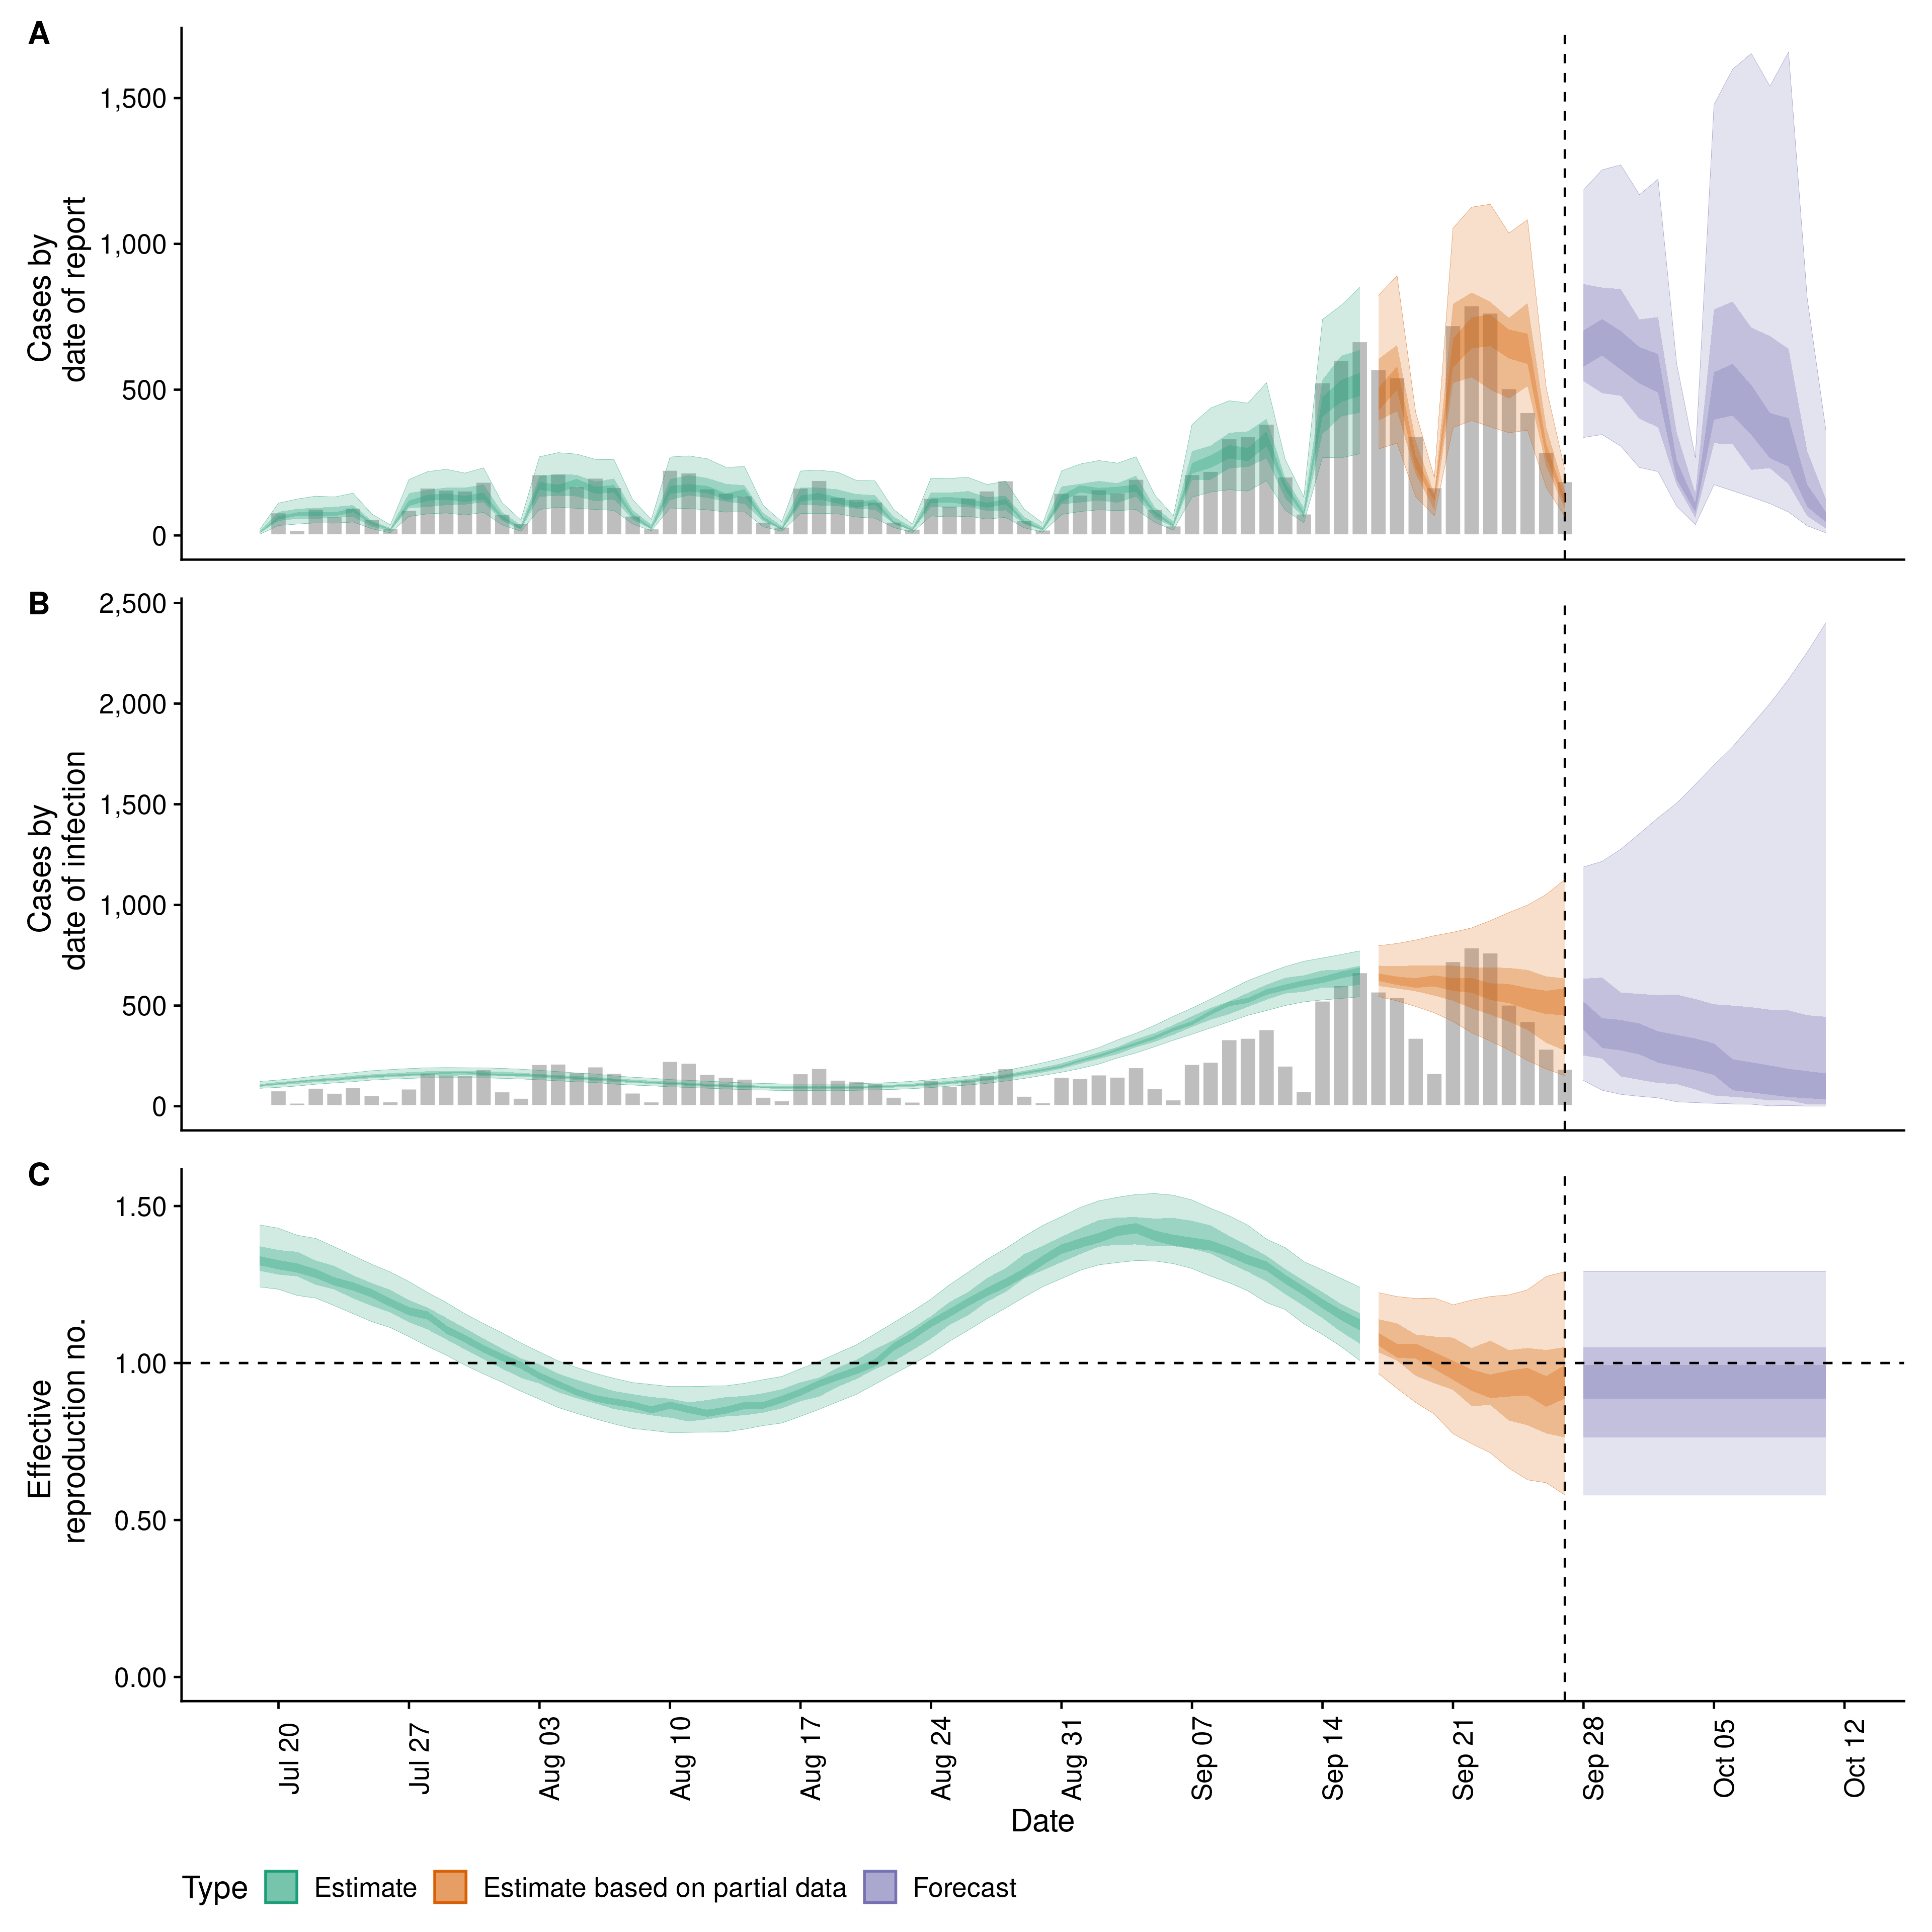 A
Cases by
date of report
1,500
1,000
500
0
B
Cases by
date of infection
2,500
2,000
1,500
1,000
500
0
C
Effective
reproduction no.
1.50
1.00
0.50
0.00
Jul 20
Jul 27
Aug 03
Aug 10
Aug 17
Aug 24
Aug 31
Sep 07
Sep 14
Sep 21
Sep 28
Oct 05
Oct 12
Date
Type Estimate Estimate based on partial data Forecast